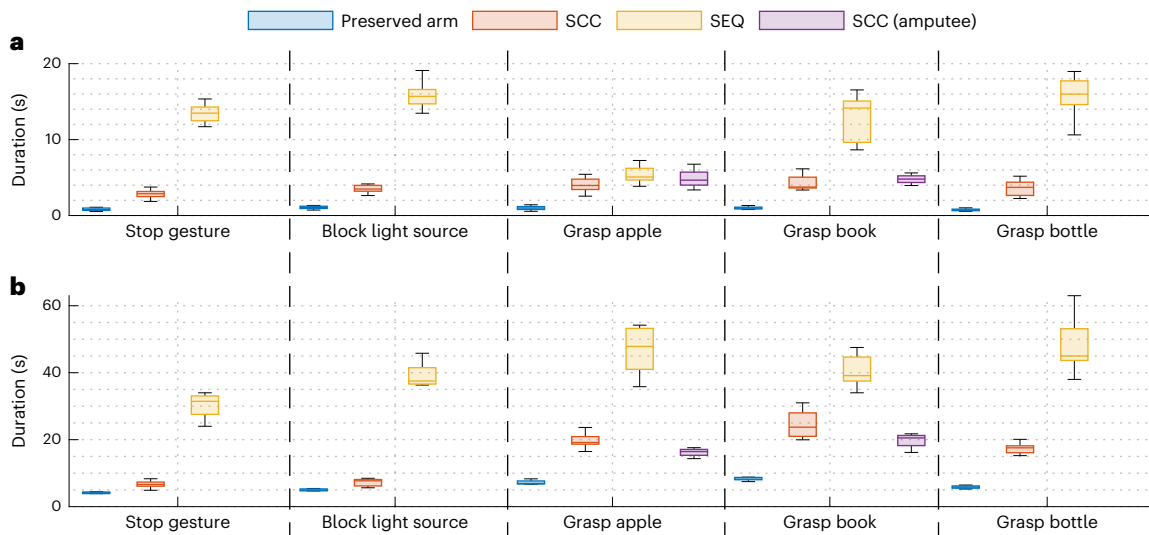 Preserved arm SCC SEQ SCC (amputee)
a
20
10
0
Duration (s)
Stop gesture Block light source Grasp apple Grasp book Grasp bottle
b
60
40
20
0
Duration (s)
Stop gesture Block light source Grasp apple Grasp book Grasp bottle